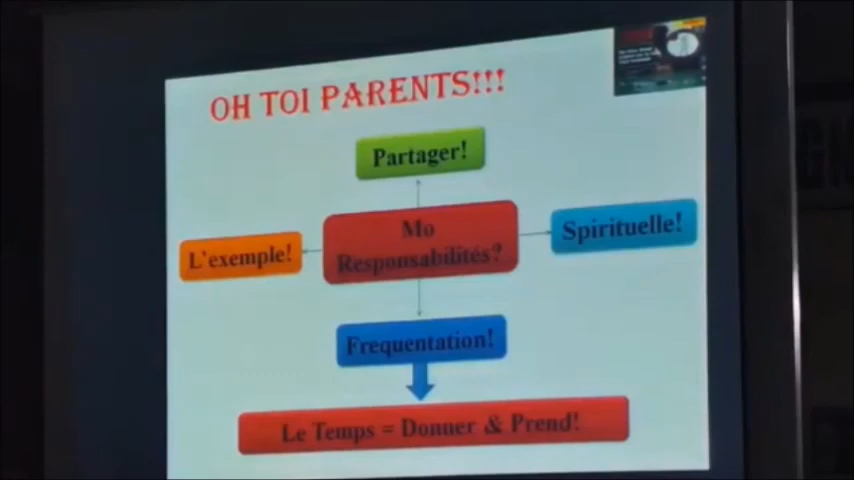 OH TOI PARENTS!!!
Partager!
L'exemple!
Mo
Responsabilités?
Spirituelle!
Frequentation!
Le Temps = Donner & Prend!